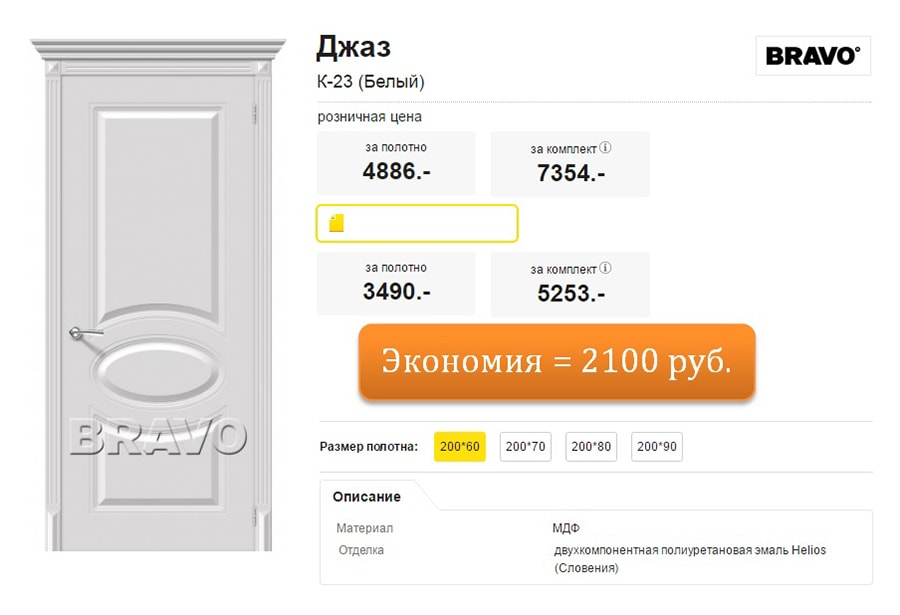 Джаз
BRAVO
К-23 (Белый)
розничная цена
за полотно
4886.-
за комплект
7354.-
за полотно
3490.-
за комплект
5253.-
Экономия = 2100 руб.
BRAVO
Размер полотна: 200*60 200*70 200*80 200*90
Описание
Материал МДФ
Отделка двухкомпонентная полиуретановая эмаль Helios
(Словения)